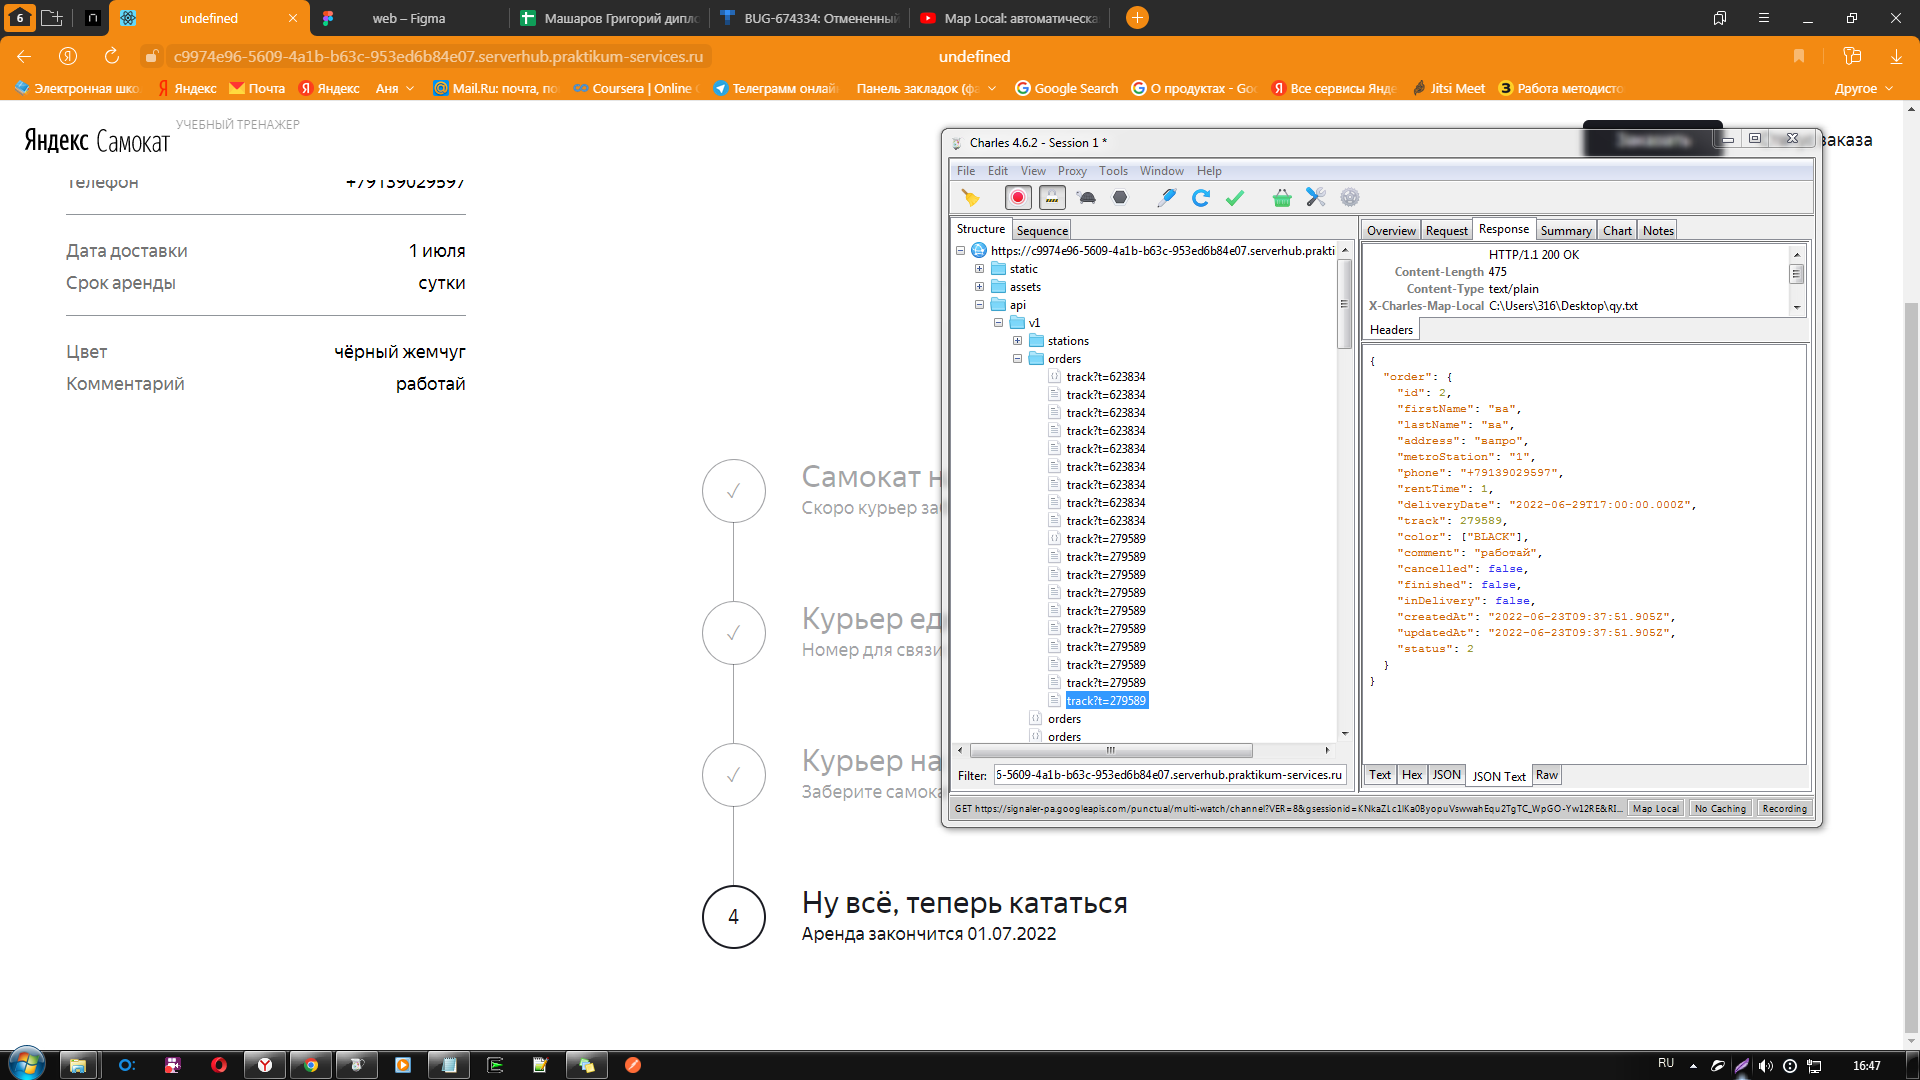 6
undefined
web – Figma
Машаров Григорий дипло
BUG-674334: Отмененный
Map Local: автоматическа
c9974e96-5609-4a1b-b63c-953ed6b84e07.serverhub.praktikum-services.ru
undefined
Электронная шко
Яндекс
Почта
Яндекс
Аня
Mail.Ru: почта, по
Coursera | Online
Телеграмм онлай
Панель закладок (фа
Google Search
О продуктах - Goo
Все сервисы Янде
Jitsi Meet
Работа методисто
Другое
Яндекс Самокат
УЧЕБНЫЙ ТРЕНАЖЕР
Заказать
заказа
Телефон +79139029597
Дата доставки 1 июля
Срок аренды сутки
Цвет чёрный жемчуг
Комментарий работай
Самокат н
Скоро курьер за
Курьер ед
Номер для связи
Курьер на
Заберите самока
4
Ну всё, теперь кататься
Аренда закончится 01.07.2022
Charles 4.6.2 - Session 1 *
File Edit View Proxy Tools Window Help
Structure Sequence
https://c9974e96-5609-4a1b-b63c-953ed6b84e07.serverhub.prakti
static
assets
api
v1
stations
orders
track?t=623834
track?t=623834
track?t=623834
track?t=623834
track?t=623834
track?t=623834
track?t=623834
track?t=623834
track?t=623834
track?t=279589
track?t=279589
track?t=279589
track?t=279589
track?t=279589
track?t=279589
track?t=279589
track?t=279589
track?t=279589
track?t=279589
orders
orders
Filter: 5-5609-4a1b-b63c-953ed6b84e07.serverhub.praktikum-services.ru
Overview Request Response Summary Chart Notes
HTTP/1.1 200 OK
Content-Length 475
Content-Type text/plain
X-Charles-Map-Local C:\Users\316\Desktop\qy.txt
Headers
{
"order": {
"id": 2,
"firstName": "ва",
"lastName": "ва",
"address": "вапро",
"metroStation": "1",
"phone": "+79139029597",
"rentTime": 1,
"deliveryDate": "2022-06-29T17:00:00.000Z",
"track": 279589,
"color": ["BLACK"],
"comment": "работай",
"cancelled": false,
"finished": false,
"inDelivery": false,
"createdAt": "2022-06-23T09:37:51.905Z",
"updatedAt": "2022-06-23T09:37:51.905Z",
"status": 2
}
}
Text Hex JSON JSON Text Raw
GET https://signaler-pa.googleapis.com/punctual/multi-watch/channel?VER=8&gsessionid=KNkaZLc1lKa0ByopuVswwahEqu2TgTC_WpGO-Yw12RE&RI...
Map Local
No Caching
Recording
RU
16:47